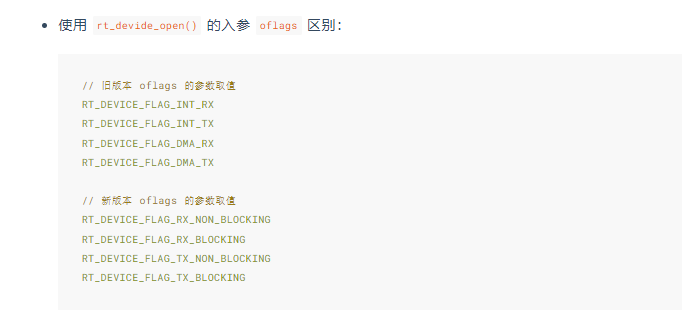 使用 rt_devide_open() 的入参 oflags 区别：
// 旧版本 oflags 的参数取值
RT_DEVICE_FLAG_INT_RX
RT_DEVICE_FLAG_INT_TX
RT_DEVICE_FLAG_DMA_RX
RT_DEVICE_FLAG_DMA_TX
// 新版本 oflags 的参数取值
RT_DEVICE_FLAG_RX_NON_BLOCKING
RT_DEVICE_FLAG_RX_BLOCKING
RT_DEVICE_FLAG_TX_NON_BLOCKING
RT_DEVICE_FLAG_TX_BLOCKING